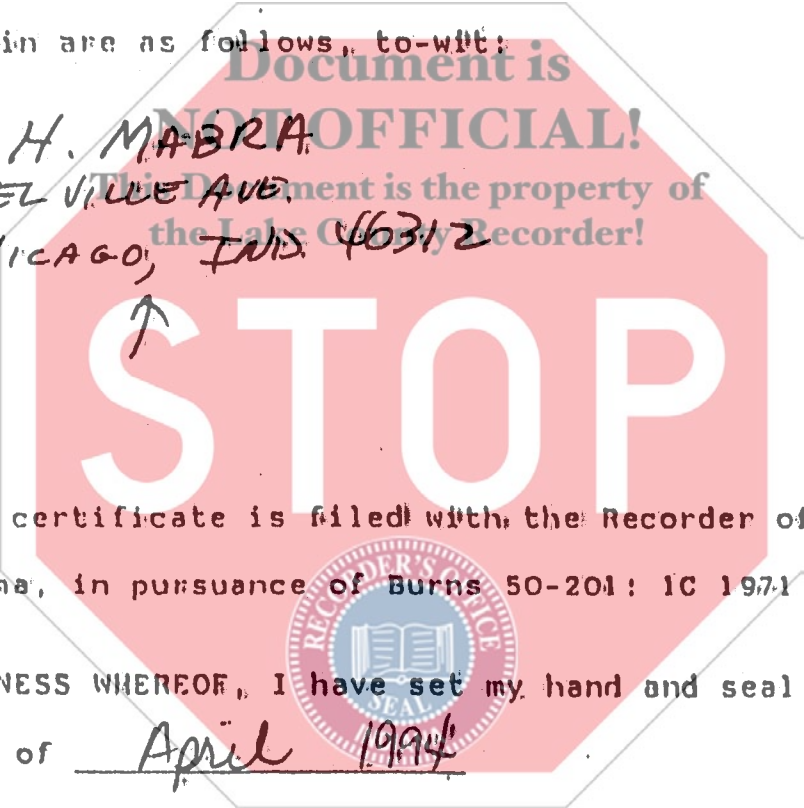 in are as follows, to-wit:
Document is
NOT OFFICIAL!
H. MABRA
This Document is the property of
EL VILLE AVE.
the Lake County Recorder!
ICAGO, IND. 46312
STOP
certificate is filed with the Recorder of
na, in pursuance of Burns 50-201: IC 1971
RECORDER'S OFFICE
SEAL
NESS WHEREOF, I have set my hand and seal
of April 1994